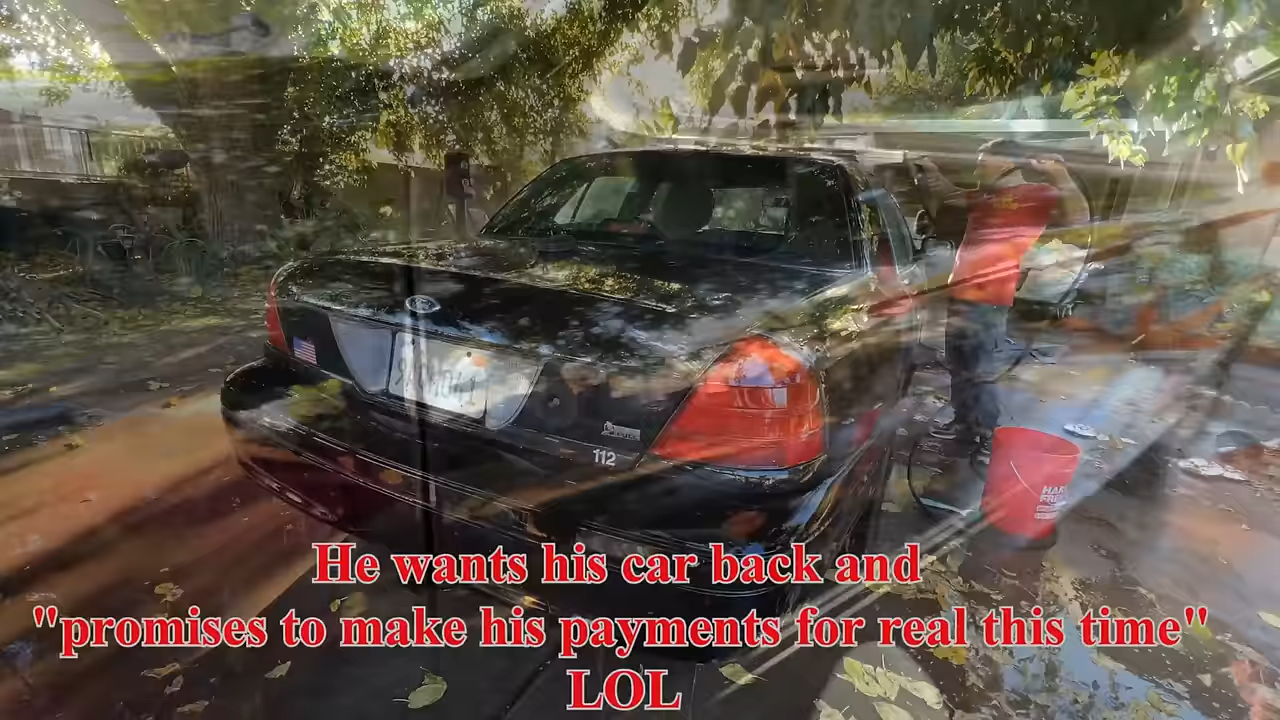 112
He wants his car back and
"promises to make his payments for real this time"
LOL